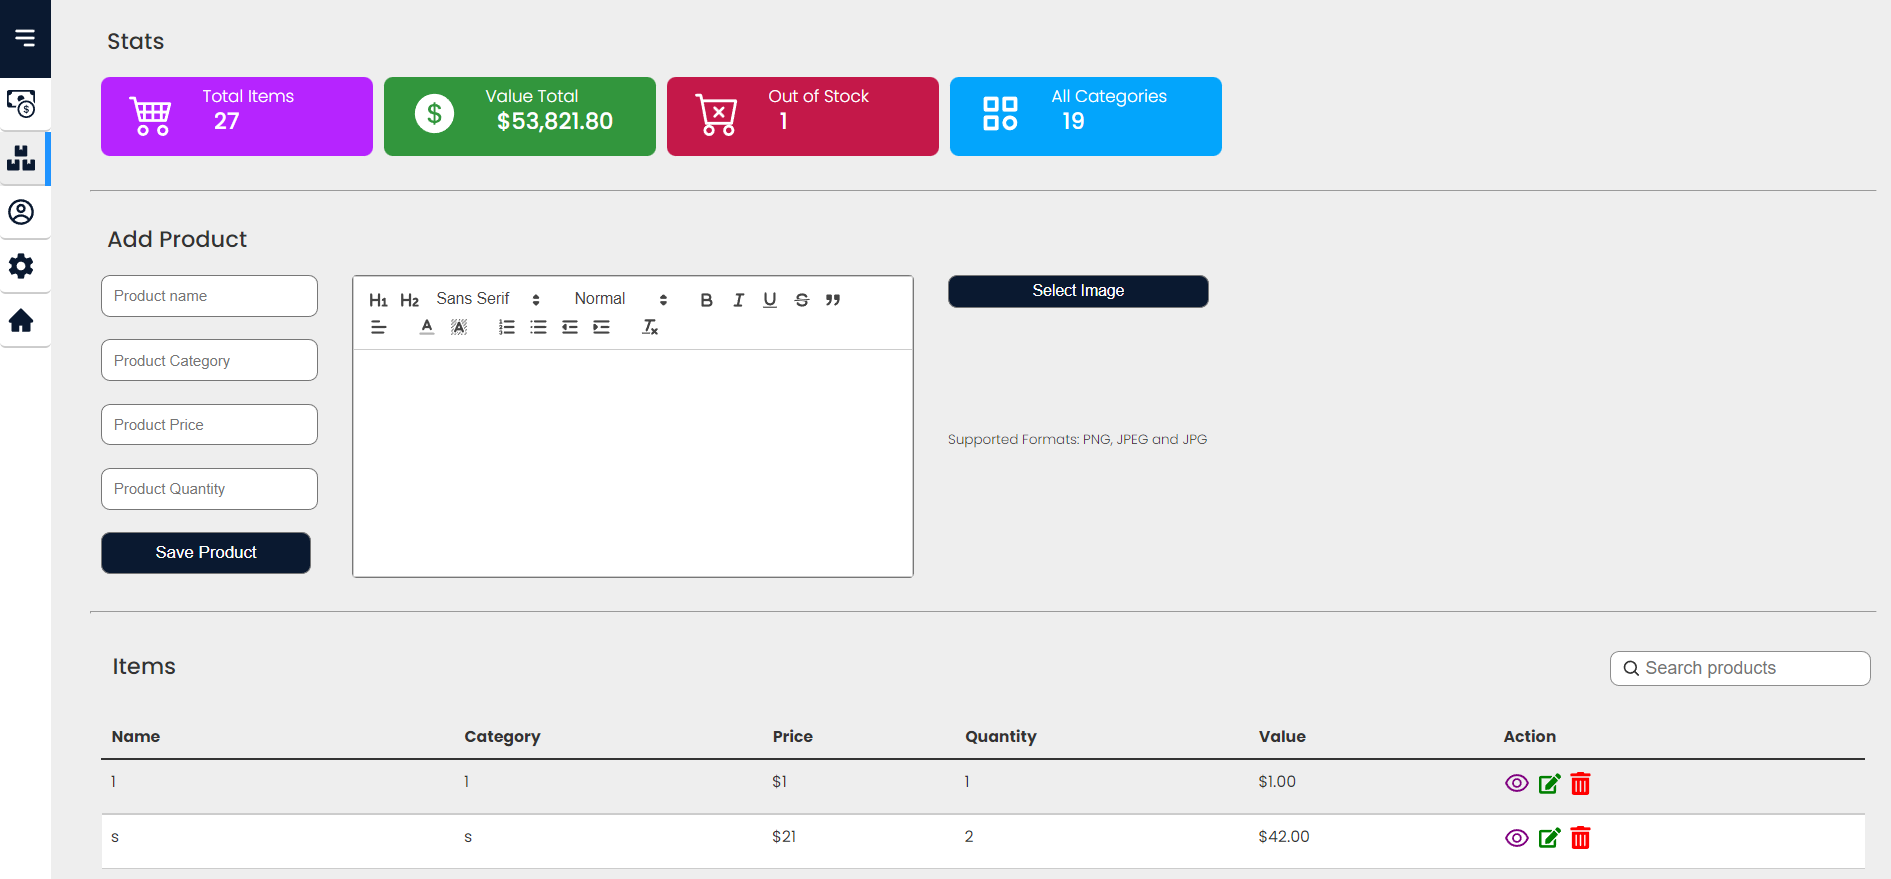 Stats
Total Items
27
Value Total
$53,821.80
Out of Stock
1
All Categories
19
Add Product
Product name
Product Category
Product Price
Product Quantity
Save Product
H1 H2 Sans Serif Normal B I U S
A A Tx
Select Image
Supported Formats: PNG, JPEG and JPG
Items
Search products
Name Category Price Quantity Value Action
1 1 $1 1 $1.00
s s $21 2 $42.00